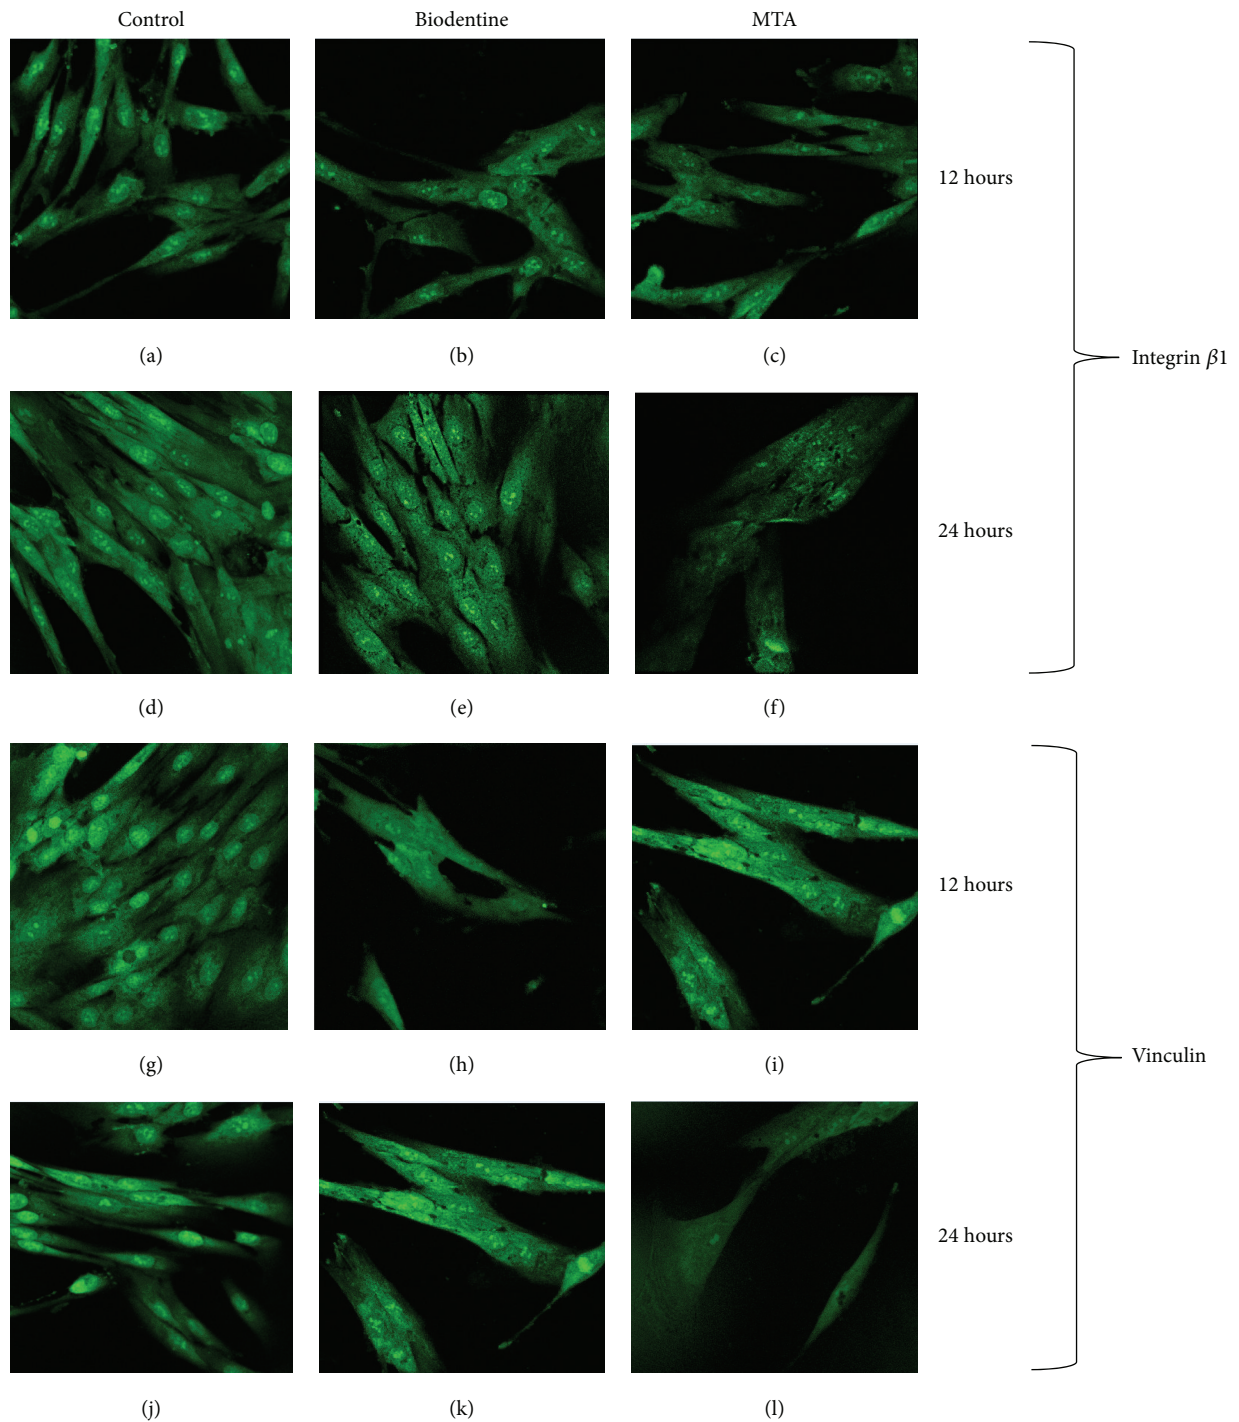 Control Biodentine MTA
12 hours
(a) (b) (c)
Integrin β1
24 hours
(d) (e) (f)
12 hours
(g) (h) (i)
Vinculin
24 hours
(j) (k) (l)